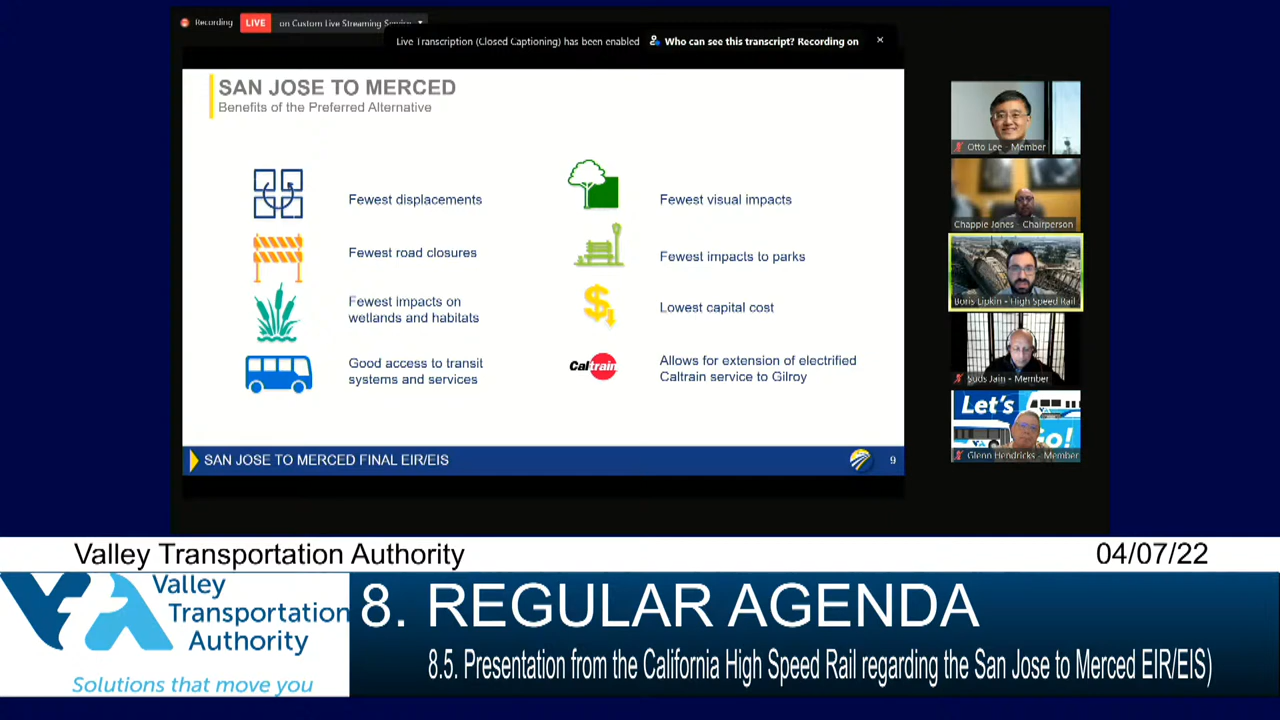 Recording LIVE on Custom Live Streaming Service
Live Transcription (Closed Captioning) has been enabled Who can see this transcript? Recording on
SAN JOSE TO MERCED
Benefits of the Preferred Alternative
Fewest displacements
Fewest road closures
Fewest impacts on
wetlands and habitats
Good access to transit
systems and services
Fewest visual impacts
Fewest impacts to parks
Lowest capital cost
Caltrain
Allows for extension of electrified
Caltrain service to Gilroy
SAN JOSE TO MERCED FINAL EIR/EIS
9
Otto Lee - Member
Chappie Jones - Chairperson
Boris Lipkin - High Speed Rail
Suds Jain - Member
Let's
Go!
Glenn Hendricks - Member
Valley Transportation Authority 04/07/22
VTA
Valley
Transportation
Authority
Solutions that move you
8. REGULAR AGENDA
8.5. Presentation from the California High Speed Rail regarding the San Jose to Merced EIR/EIS)